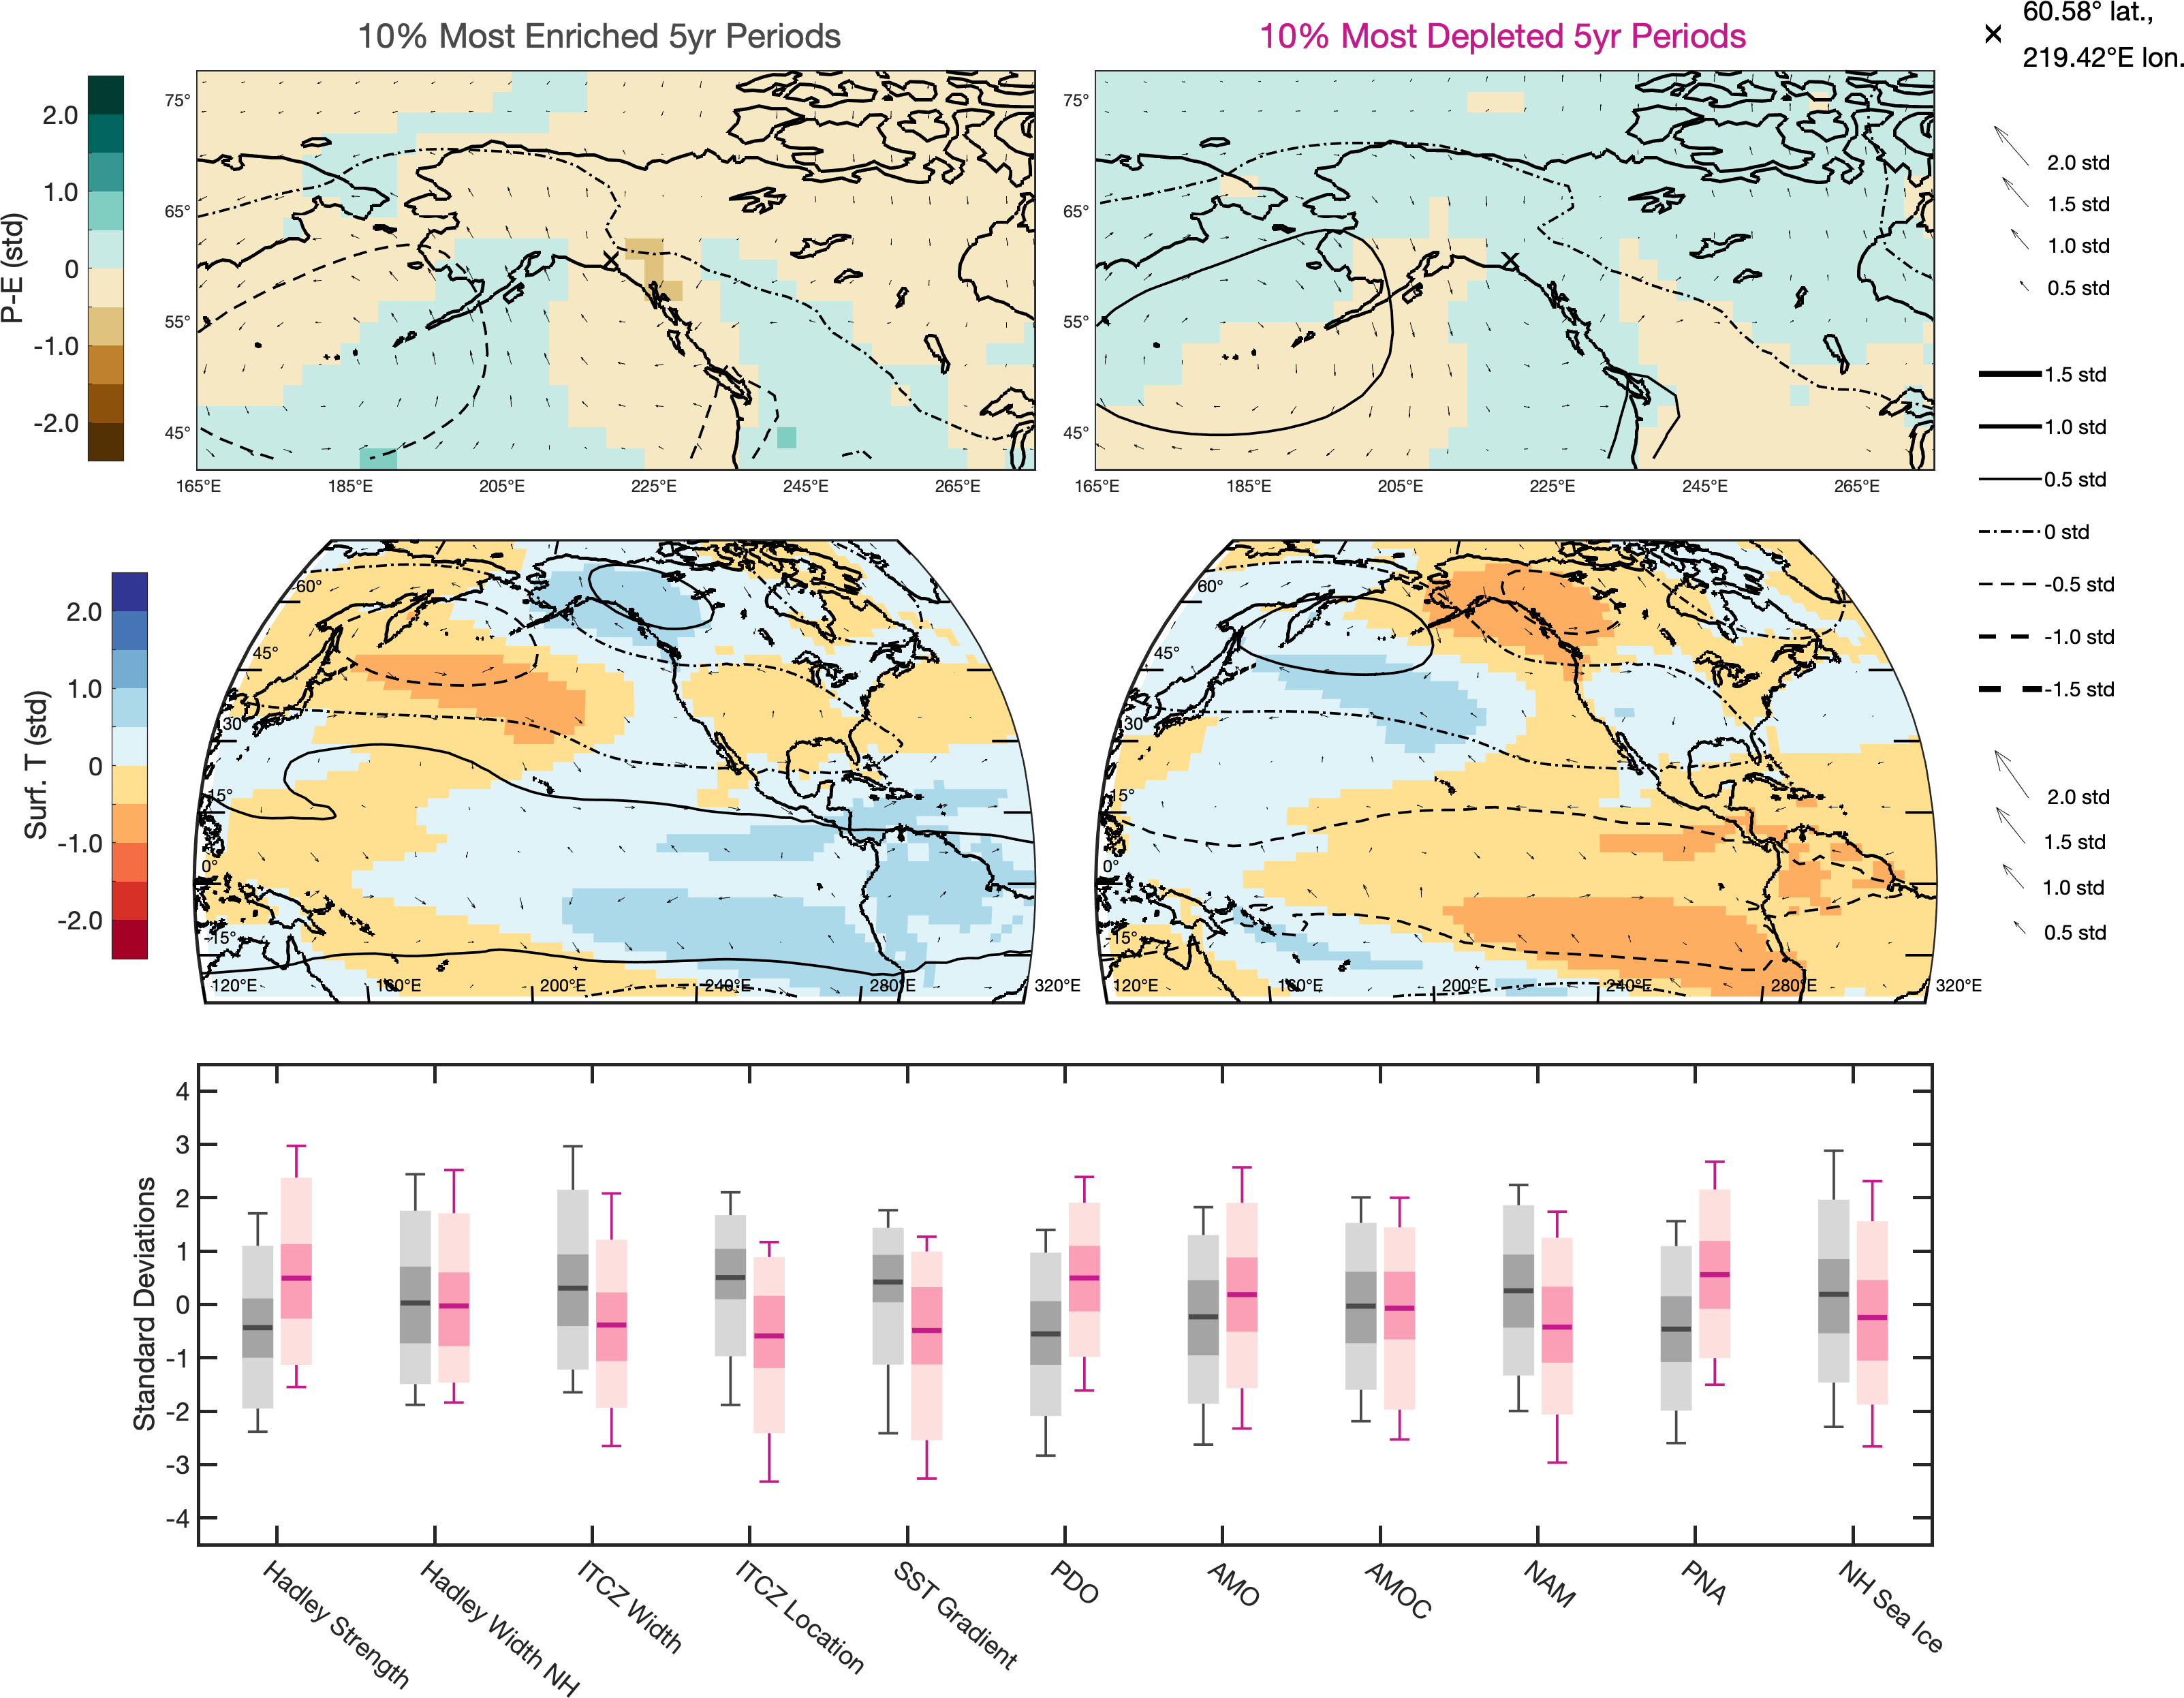 10% Most Enriched 5yr Periods
10% Most Depleted 5yr Periods
60.58° lat.,
219.42°E lon.
P-E (std)
2.0
1.0
0
-1.0
-2.0
75°
65°
55°
45°
165°E
185°E
205°E
225°E
245°E
265°E
75°
65°
55°
45°
165°E
185°E
205°E
225°E
245°E
265°E
2.0 std
1.5 std
1.0 std
0.5 std
1.5 std
1.0 std
0.5 std
0 std
-0.5 std
-1.0 std
-1.5 std
Surf. T (std)
2.0
1.0
0
-1.0
-2.0
60°
45°
30°
15°
0°
-15°
120°E
160°E
200°E
240°E
280°E
320°E
60°
45°
30°
15°
0°
-15°
120°E
160°E
200°E
240°E
280°E
320°E
2.0 std
1.5 std
1.0 std
0.5 std
Standard Deviations
4
3
2
1
0
-1
-2
-3
-4
Hadley Strength
Hadley Width NH
ITCZ Width
ITCZ Location
SST Gradient
PDO
AMO
AMOC
NAM
PNA
NH Sea Ice